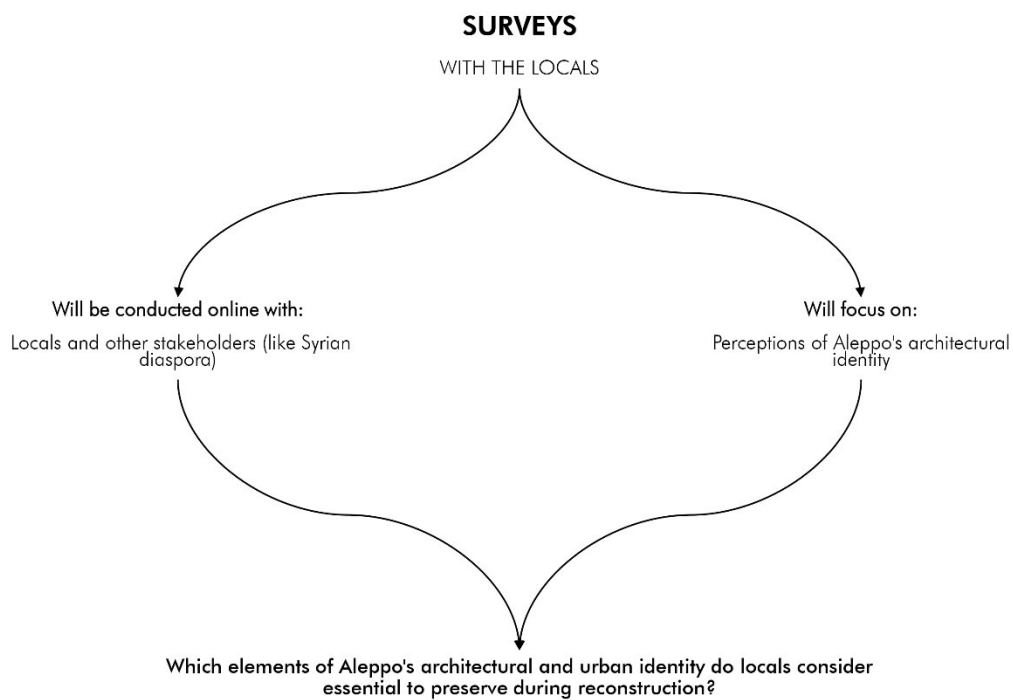 SURVEYS
WITH THE LOCALS
Will be conducted online with:
Locals and other stakeholders (like Syrian
diaspora)
Will focus on:
Perceptions of Aleppo's architectural
identity
Which elements of Aleppo's architectural and urban identity do locals consider
essential to preserve during reconstruction?